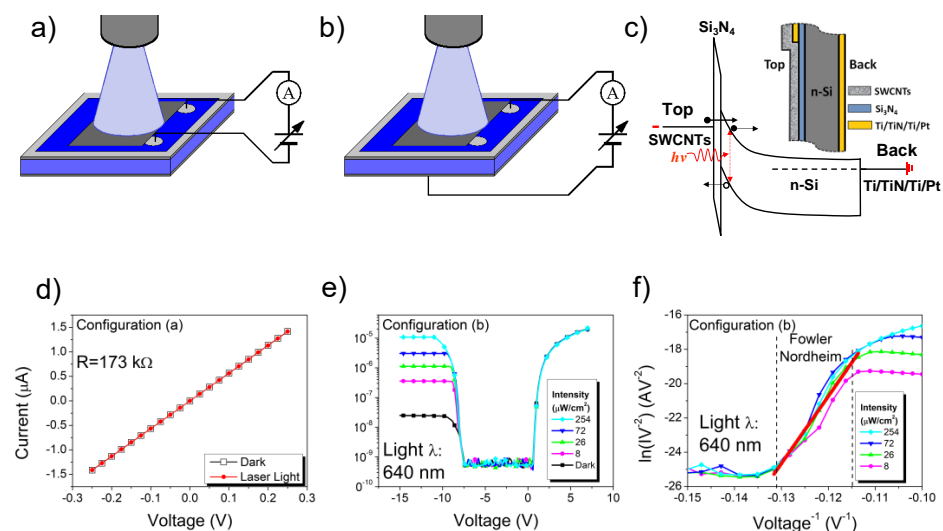 a)
A
b)
A
c)
Si₃N₄
Top
n-Si
Back
SWCNTs
Si₃N₄
Ti/TiN/Ti/Pt
Top
SWCNTs
hν
n-Si
Back
Ti/TiN/Ti/Pt
d)
Configuration (a)
R=173 kΩ
Dark
Laser Light
Current (μA)
1.5
1.0
0.5
0.0
-0.5
-1.0
-1.5
-0.3 -0.2 -0.1 0.0 0.1 0.2 0.3
Voltage (V)
e)
Configuration (b)
10⁻⁵
10⁻⁶
10⁻⁷
10⁻⁸
10⁻⁹
10⁻¹⁰
Intensity
(μW/cm²)
254
72
26
8
Dark
Light λ:
640 nm
-15 -10 -5 0 5
Voltage (V)
f)
Configuration (b)
Fowler
Nordheim
ln(IV⁻²) (AV⁻²)
-16
-18
-20
-22
-24
-26
Light λ:
640 nm
Intensity
(μW/cm²)
254
72
26
8
-0.15 -0.14 -0.13 -0.12 -0.11 -0.10
Voltage⁻¹ (V⁻¹)